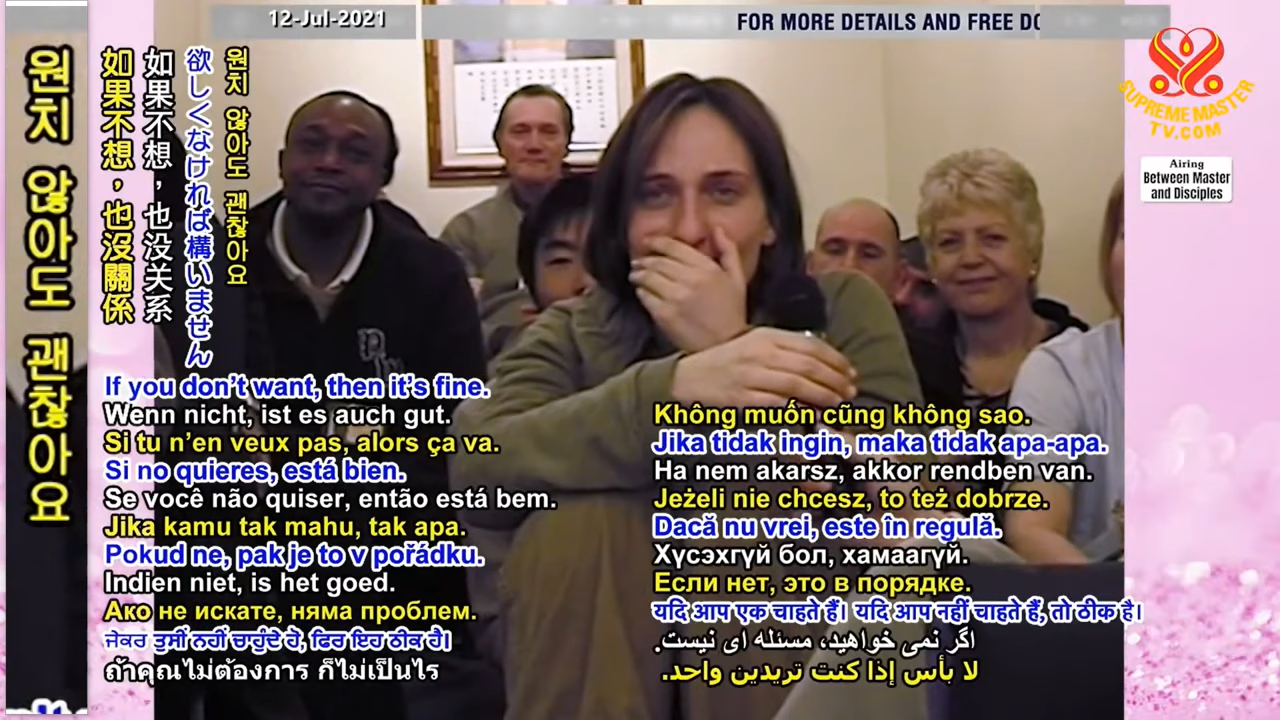 12-Jul-2021
FOR MORE DETAILS AND FREE
SUPREME MASTER
TV.COM
Airing
Between Master
and Disciples
원치 않아도 괜찮아요
如果不想，也沒關係
如果不想，也没关系
欲しくなければ構いません
원치 않아도 괜찮아요
If you don't want, then it's fine.
Wenn nicht, ist es auch gut.
Si tu n'en veux pas, alors ça va.
Si no quieres, está bien.
Se você não quiser, então está bem.
Jika kamu tak mahu, tak apa.
Pokud ne, pak je to v pořádku.
Indien niet, is het goed.
Ако не искате, няма проблем.
ਜੇਕਰ ਤੁਸੀਂ ਨਹੀਂ ਚਾਹੁੰਦੇ ਹੋ, ਫਿਰ ਇਹ ਠੀਕ ਹੈ।
ถ้าคุณไม่ต้องการ ก็ไม่เป็นไร
Không muốn cũng không sao.
Jika tidak ingin, maka tidak apa-apa.
Ha nem akarsz, akkor rendben van.
Jeżeli nie chcesz, to też dobrze.
Dacă nu vrei, este în regulă.
Хүсэхгүй бол, хамаагүй.
Если нет, это в порядке.
यदि आप एक चाहते हैं। यदि आप नहीं चाहते हैं, तो ठीक है।
اگر نمی خواهید، مسئله ای نیست.
لا بأس إذا كنت تريدين واحد.